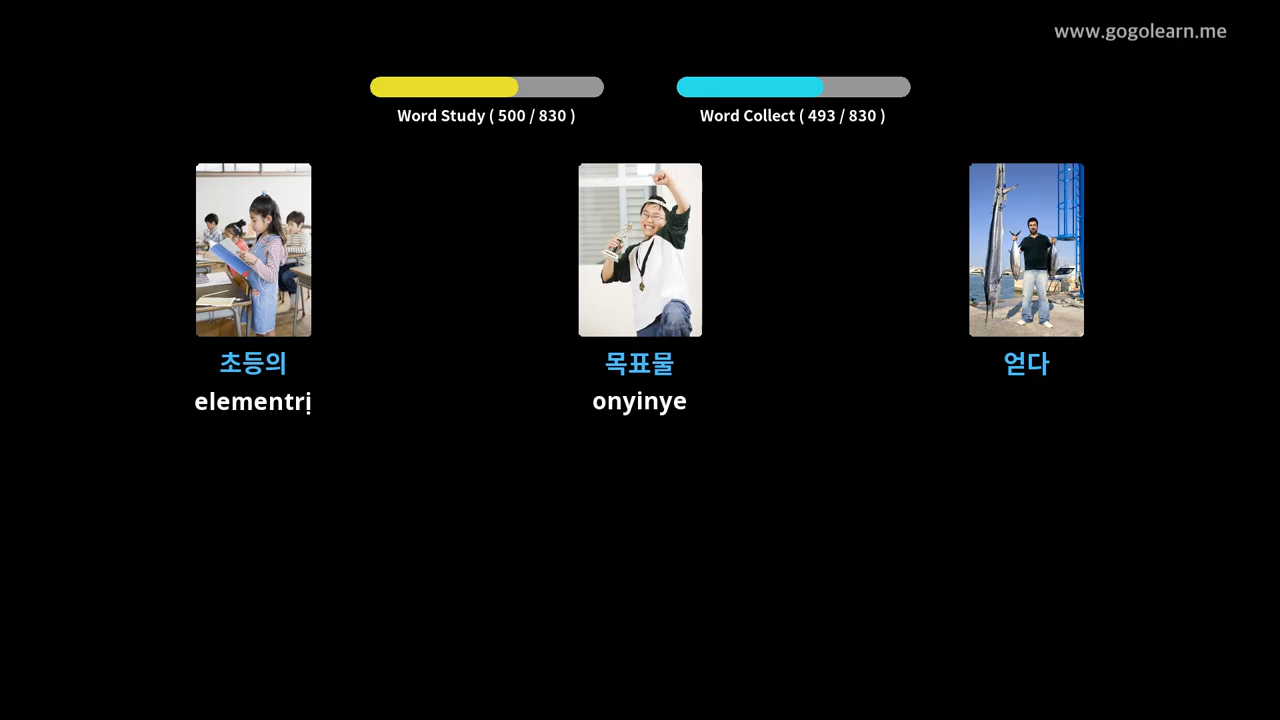 www.gogolearn.me
Word Study ( 500 / 830 )
Word Collect ( 493 / 830 )
초등의
목표물
얻다
elementrị
onyinye